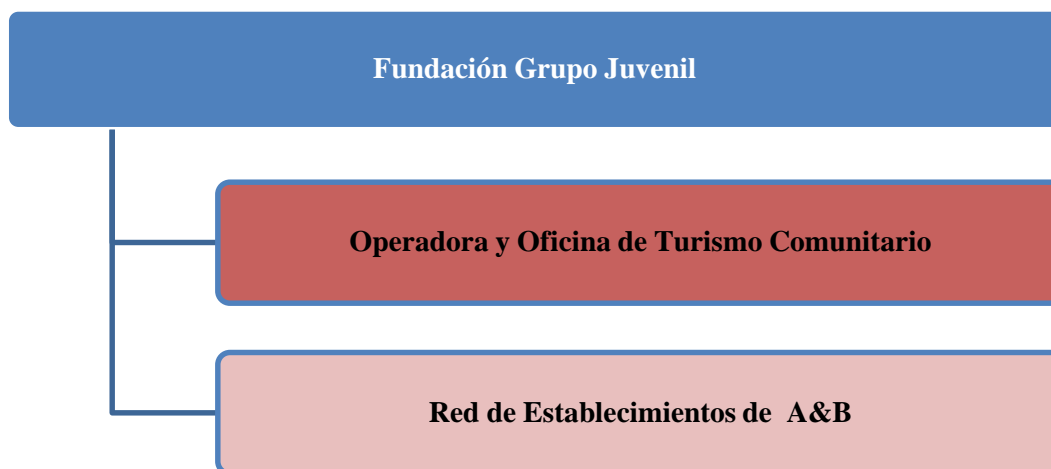 Fundación Grupo Juvenil
Operadora y Oficina de Turismo Comunitario
Red de Establecimientos de A&B